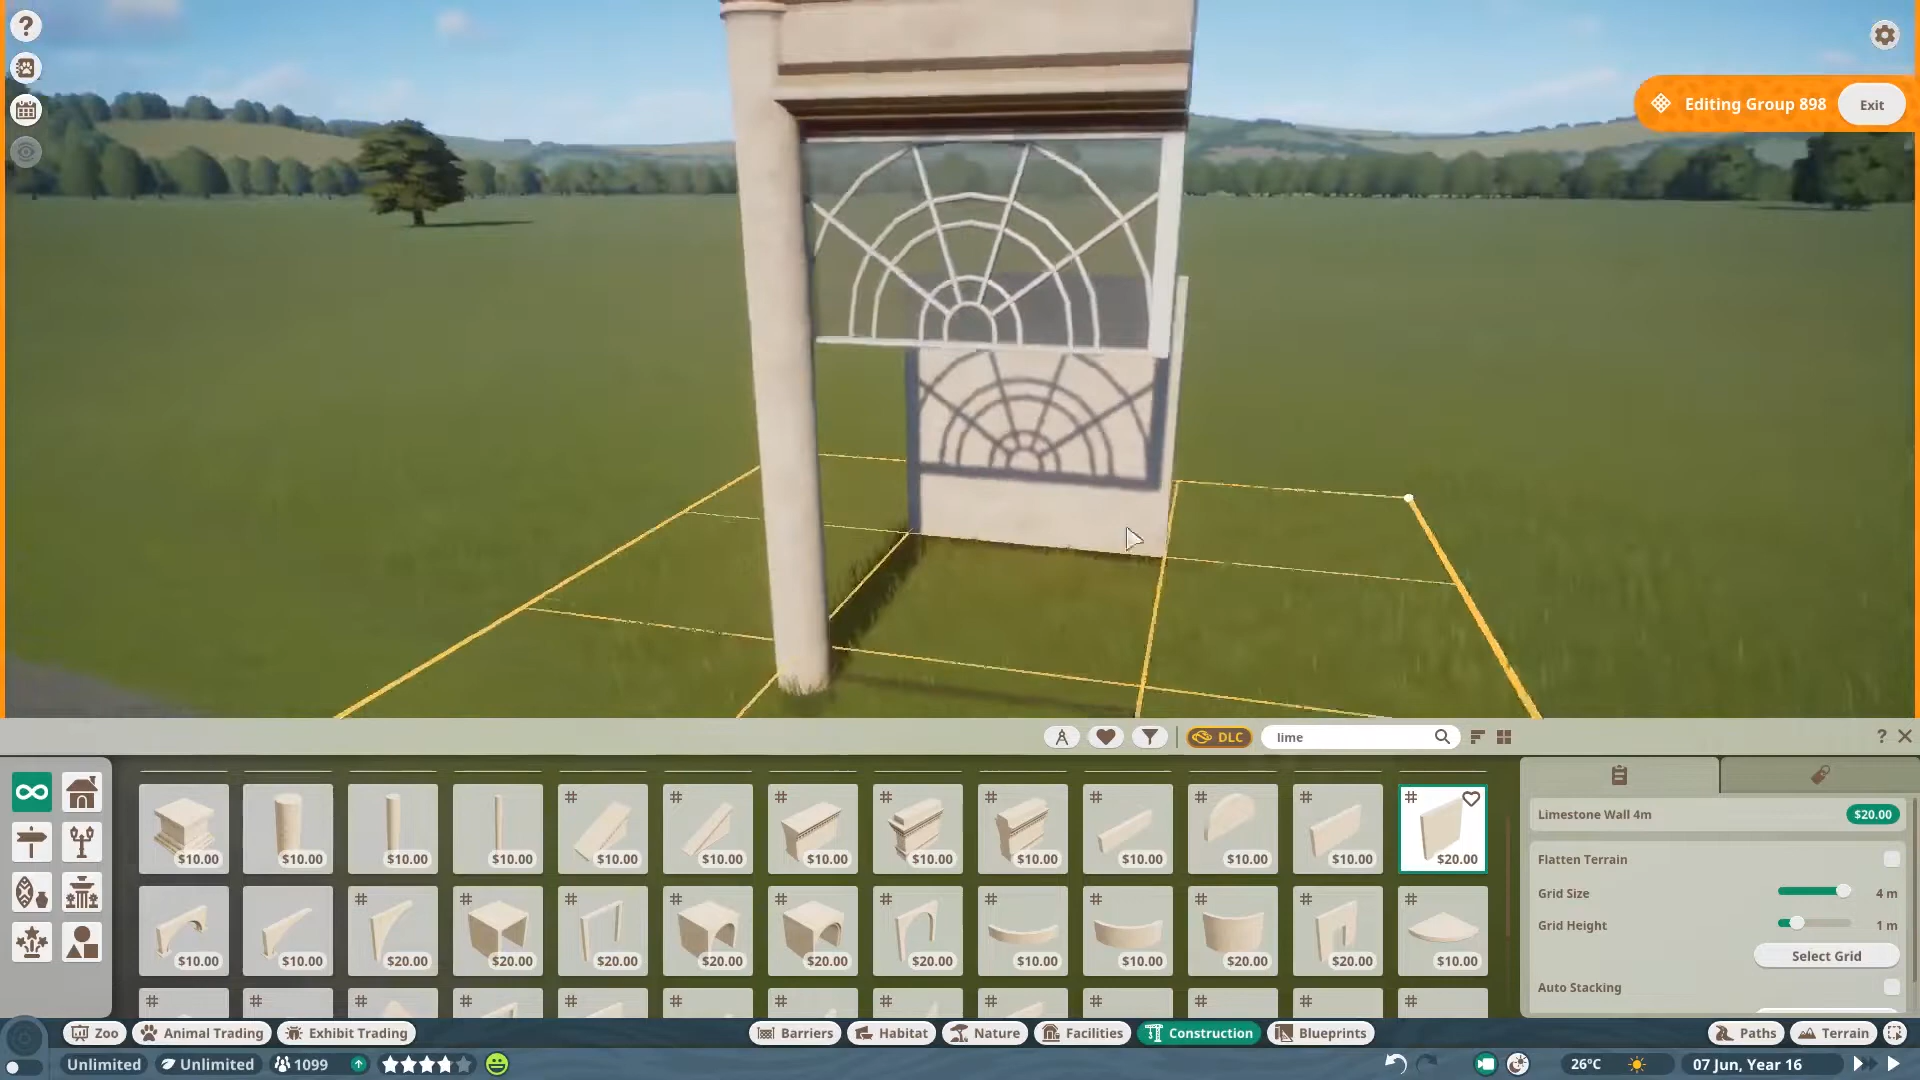 ?
Editing Group 898
Exit
DLC
lime
?
$10.00 $10.00 $10.00 $10.00 $10.00 $10.00 $10.00 $10.00 $10.00 $10.00 $10.00 $10.00 $20.00
$10.00 $10.00 $20.00 $20.00 $20.00 $20.00 $20.00 $20.00 $10.00 $10.00 $20.00 $20.00 $10.00
Limestone Wall 4m
$20.00
Flatten Terrain
Grid Size
4 m
Grid Height
1 m
Select Grid
Auto Stacking
Zoo
Animal Trading
Exhibit Trading
Barriers
Habitat
Nature
Facilities
Construction
Blueprints
Paths
Terrain
Unlimited
Unlimited
1099
26°C
07 Jun, Year 16